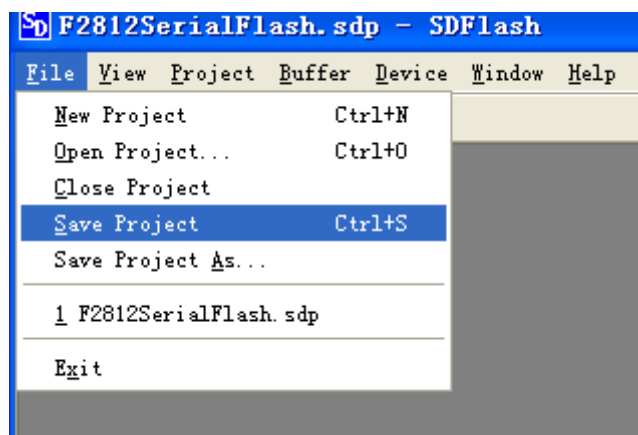 SD F2812SerialFlash.sdp - SDFlash
File View Project Buffer Device Window Help
New Project Ctrl+N
Open Project... Ctrl+O
Close Project
Save Project Ctrl+S
Save Project As...
1 F2812SerialFlash.sdp
Exit